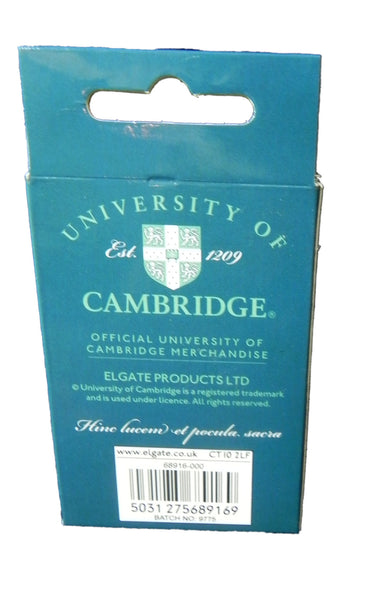 UNIVERSITY OF
Est. 1209
CAMBRIDGE®
OFFICIAL UNIVERSITY OF
CAMBRIDGE MERCHANDISE
ELGATE PRODUCTS LTD
© University of Cambridge is a registered trademark
and is used under licence. All rights reserved.
Hinc lucem et pocula sacra
www.elgate.co.uk CT10 2LF
68916-000
5031 275689169
BATCH NO: 9775